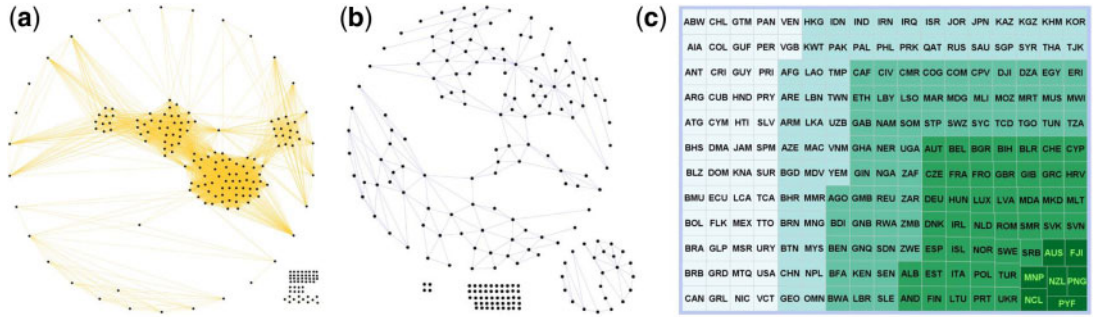 (a) (b) (c)
ABW CHL GTM PAN VEN HKG IDN IND IRN IRQ ISR JOR JPN KAZ KGZ KHM KOR
AIA COL GUF PER VGB KWT PAK PAL PHL PRK QAT RUS SAU SGP SYR THA TJK
ANT CRI GUY PRI AFG LAO TMP CAF CIV CMR COG COM CPV DJI DZA EGY ERI
ARG CUB HND PRY ARE LBN TWN ETH LBY LSO MAR MDG MLI MOZ MRT MUS MWI
ATG CYM HTI SLV ARM LKA UZB GAB NAM SOM STP SWZ SYC TCD TGO TUN TZA
BHS DMA JAM SPM AZE MAC VNM GHA NER UGA AUT BEL BGR BIH BLR CHE CYP
BLZ DOM KNA SUR BGD MDV YEM GIN NGA ZAF CZE FRA FRO GBR GIB GRC HRV
BMU ECU LCA TCA BHR MMR AGO GMB REU ZAR DEU HUN LUX LVA MDA MKD MLT
BOL FLK MEX TTO BRN MNG BDI GNB RWA ZMB DNK IRL NLD ROM SMR SVK SVN
BRA GLP MSR URY BTN MYS BEN GNQ SDN ZWE ESP ISL NOR SWE SRB AUS FJI
BRB GRD MTQ USA CHN NPL BFA KEN SEN ALB EST ITA POL TUR MNP NZL PNG
CAN GRL NIC VCT GEO OMN BWA LBR SLE AND FIN LTU PRT UKR NCL PYF